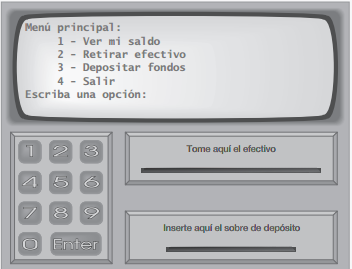 Menú principal:
1 - Ver mi saldo
2 - Retirar efectivo
3 - Depositar fondos
4 - Salir
Escriba una opción:
1 2 3
4 5 6
7 8 9
0 Enter
Tome aquí el efectivo
Inserte aquí el sobre de depósito